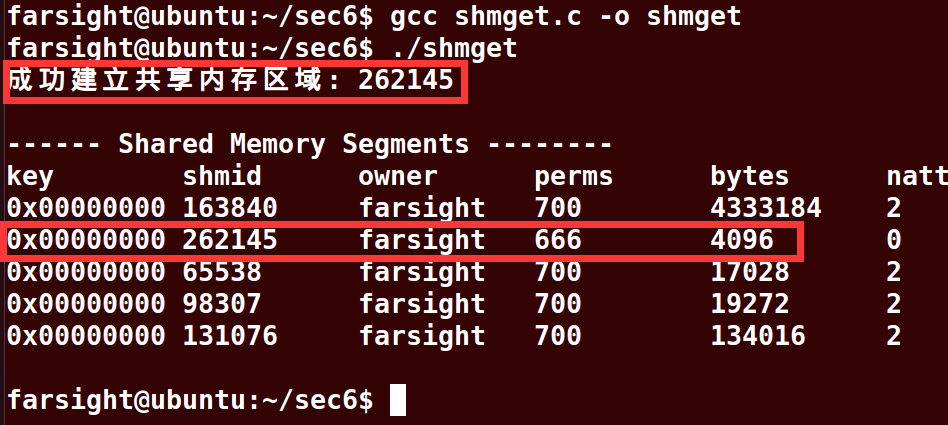 farsight@ubuntu:~/sec6$ gcc shmget.c -o shmget
farsight@ubuntu:~/sec6$ ./shmget
成功建立共享内存区域: 262145
------ Shared Memory Segments --------
key shmid owner perms bytes natt
0x00000000 163840 farsight 700 4333184 2
0x00000000 262145 farsight 666 4096 0
0x00000000 65538 farsight 700 17028 2
0x00000000 98307 farsight 700 19272 2
0x00000000 131076 farsight 700 134016 2
farsight@ubuntu:~/sec6$